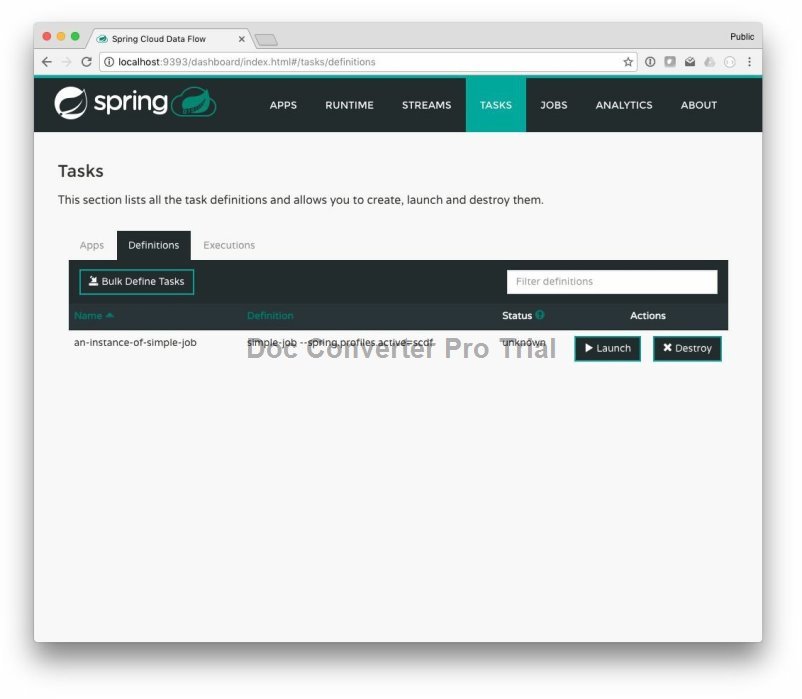 Spring Cloud Data Flow
Public
localhost:9393/dashboard/index.html#/tasks/definitions
spring
APPS RUNTIME STREAMS TASKS JOBS ANALYTICS ABOUT
Tasks
This section lists all the task definitions and allows you to create, launch and destroy them.
Apps Definitions Executions
Bulk Define Tasks Filter definitions
Name Definition Status Actions
an-instance-of-simple-job simple-job --spring.profiles.active=scdf unknown Launch Destroy
Doc Converter Pro Trial